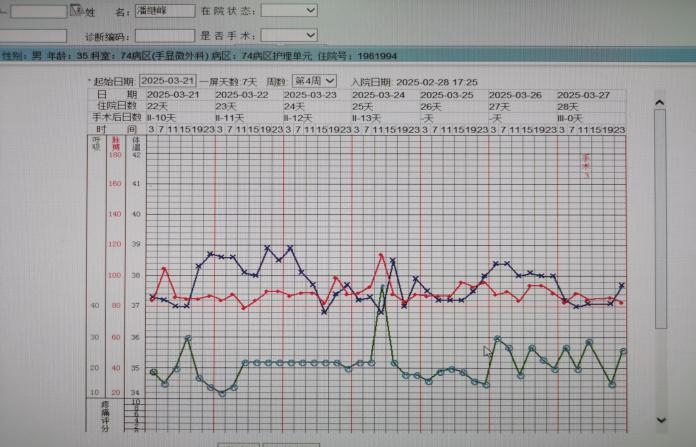 姓 名: 潘继峰 在院状态:
诊断编码: 是否手术:
性别: 男 年龄: 35 科室: 74病区(手显微外科) 病区: 74病区护理单元 住院号: 1981994
*起始日期: 2025-03-21 一屏天数:7天 周数: 第4周 入院日期: 2025-02-28 17:25
日 期 2025-03-21 2025-03-22 2025-03-23 2025-03-24 2025-03-25 2025-03-26 2025-03-27
住院日数 22天 23天 24天 25天 26天 27天 28天
手术后日数 II-10天 II-11天 II-12天 II-13天 -天 -天 III-0天
时 间 3 7 11 15 19 23 3 7 11 15 19 23 3 7 11 15 19 23 3 7 11 15 19 23 3 7 11 15 19 23 3 7 11 15 19 23 3 7 11 15 19 23
呼吸 脉搏 体温
180 42
手术3
160 41
140 40
120 39
100 38
40 80 37
30 60 36
20 40 35
10 20 34
疼痛评分
10
8
6
4
2